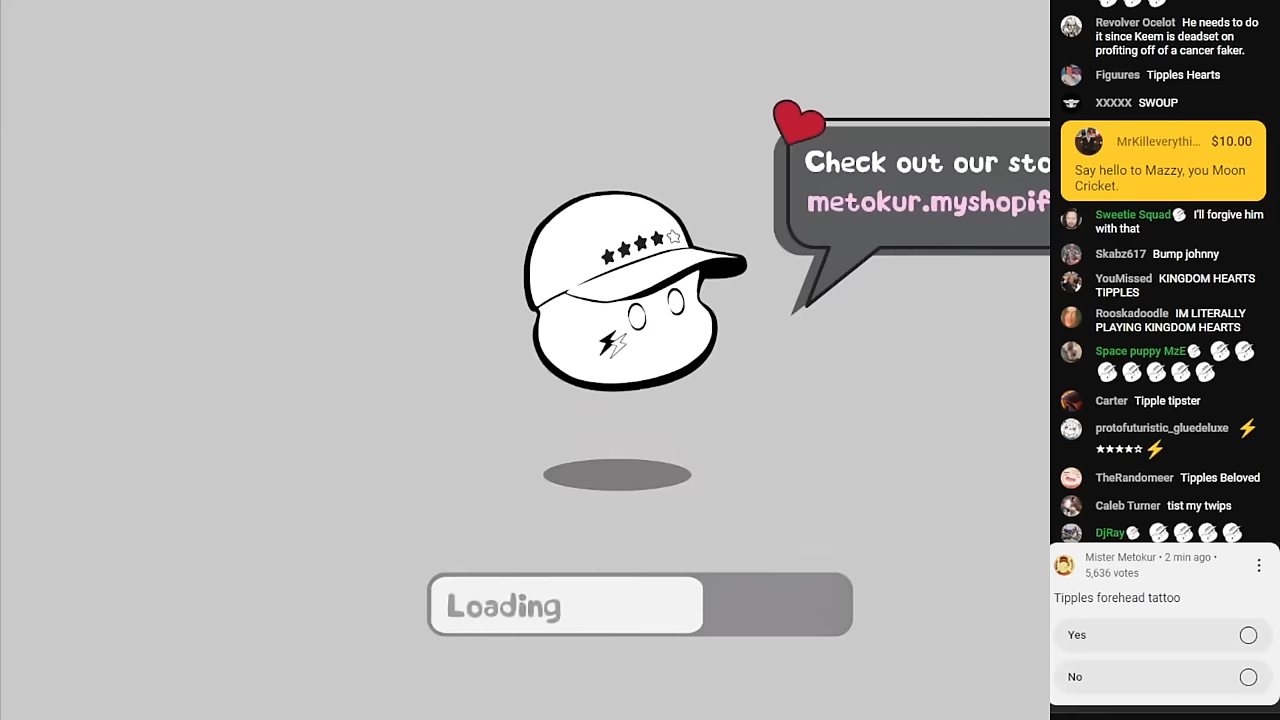 Check out our sto
metokur.myshopif
Loading
Revolver Ocelot He needs to do
it since Keem is deadset on
profiting off of a cancer faker.
Figuures Tipples Hearts
XXXXX SWOUP
MrKilleverythi... $10.00
Say hello to Mazzy, you Moon
Cricket.
Sweetie Squad I'll forgive him
with that
Skabz617 Bump johnny
YouMissed KINGDOM HEARTS
TIPPLES
Rooskadoodle IM LITERALLY
PLAYING KINGDOM HEARTS
Space puppy MzE
Carter Tipple tipster
protofuturistic_gluedeluxe ⚡
★★★★☆⚡
TheRandomeer Tipples Beloved
Caleb Turner tist my twips
DjRay
Mister Metokur • 2 min ago •
5,636 votes
Tipples forehead tattoo
Yes
No